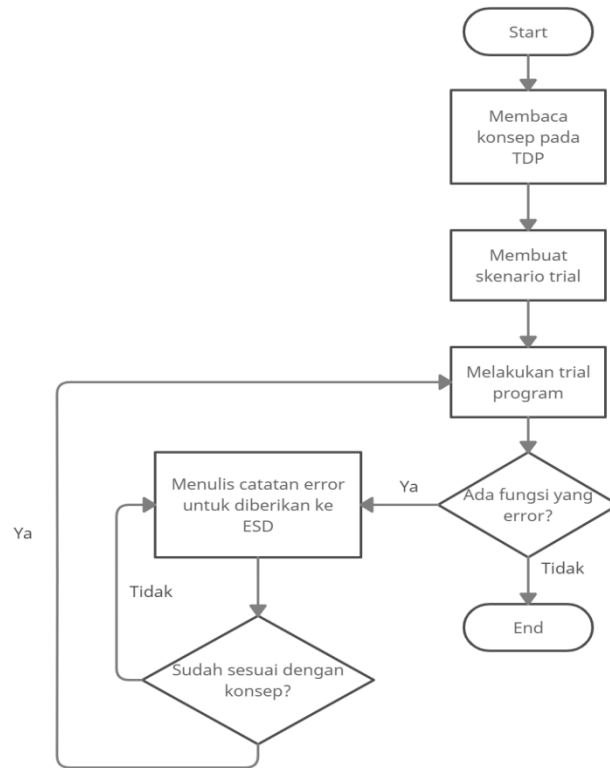 Start
Membaca
konsep pada
TDP
Membuat
skenario trial
Melakukan trial
program
Ada fungsi yang
error?
Ya
Menulis catatan error
untuk diberikan ke
ESD
Tidak
End
Tidak
Sudah sesuai dengan
konsep?
Ya